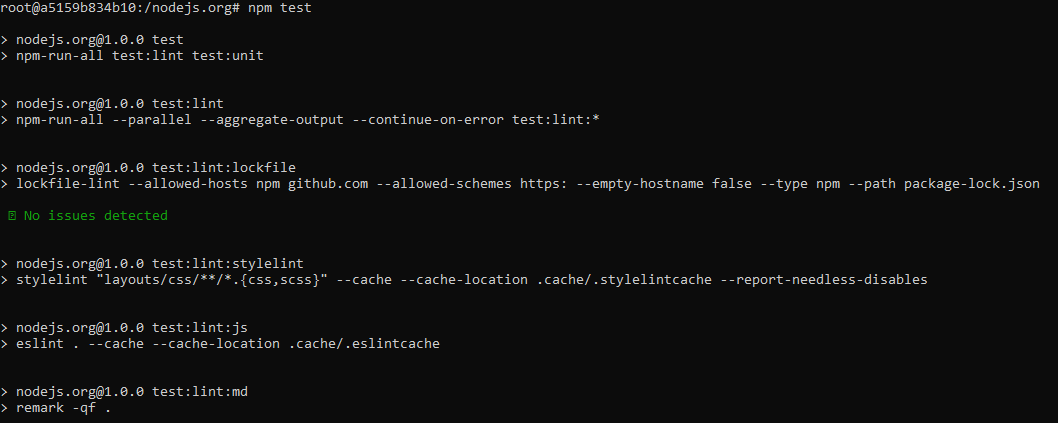 root@a5159b834b10:/nodejs.org# npm test
> nodejs.org@1.0.0 test
> npm-run-all test:lint test:unit
> nodejs.org@1.0.0 test:lint
> npm-run-all --parallel --aggregate-output --continue-on-error test:lint:*
> nodejs.org@1.0.0 test:lint:lockfile
> lockfile-lint --allowed-hosts npm github.com --allowed-schemes https: --empty-hostname false --type npm --path package-lock.json
No issues detected
> nodejs.org@1.0.0 test:lint:stylelint
> stylelint "layouts/css/**/*.{css,scss}" --cache --cache-location .cache/.stylelintcache --report-needless-disables
> nodejs.org@1.0.0 test:lint:js
> eslint . --cache --cache-location .cache/.eslintcache
> nodejs.org@1.0.0 test:lint:md
> remark -qf .